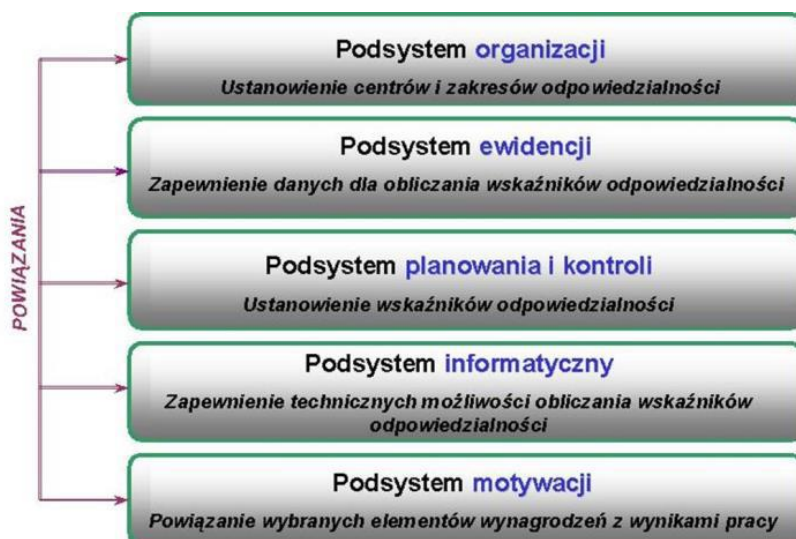 Podsystem organizacji
Ustanowienie centrów i zakresów odpowiedzialności
Podsystem ewidencji
Zapewnienie danych dla obliczania wskaźników odpowiedzialności
Podsystem planowania i kontroli
Ustanowienie wskaźników odpowiedzialności
Podsystem informatyczny
Zapewnienie technicznych możliwości obliczania wskaźników
odpowiedzialności
Podsystem motywacji
Powiązanie wybranych elementów wynagrodzeń z wynikami pracy
POWIĄZANIA